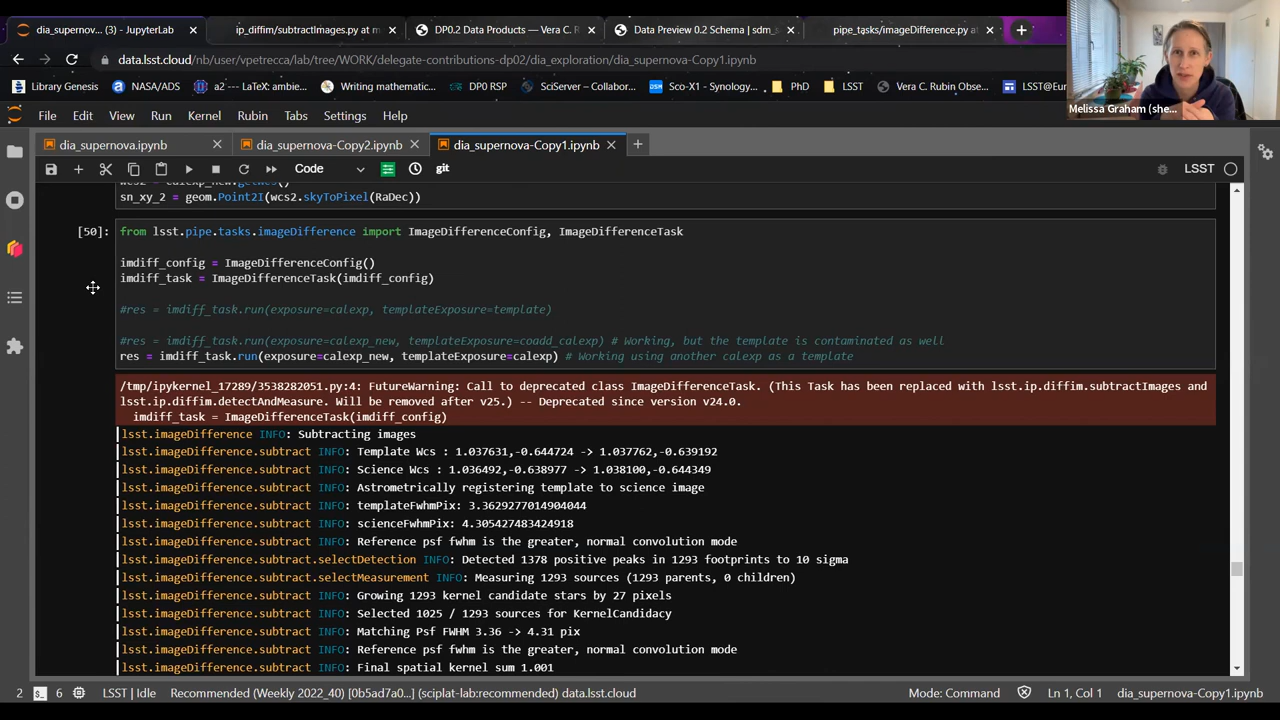 dia_supernov... (3) - JupyterLab
ip_diffim/subtractImages.py at m
DP0.2 Data Products — Vera C. R
Data Preview 0.2 Schema | sdm_s
pipe_tasks/imageDifference.py at
data.lsst.cloud/nb/user/vpetrecca/lab/tree/WORK/delegate-contributions-dp02/dia_exploration/dia_supernova-Copy1.ipynb
Library Genesis
NASA/ADS
a2 -- LaTeX: ambie...
Writing mathematic...
DP0 RSP
SciServer – Collabor...
Sco-X1 - Synology...
PhD
LSST
Vera C. Rubin Obse...
LSST@Eur
Melissa Graham (she...
File Edit View Run Kernel Rubin Tabs Settings Help
dia_supernova.ipynb
dia_supernova-Copy2.ipynb
dia_supernova-Copy1.ipynb
Code
git
LSST
wcs2 = calexp_new.getWcs()
sn_xy_2 = geom.Point2I(wcs2.skyToPixel(RaDec))
[50]:
from lsst.pipe.tasks.imageDifference import ImageDifferenceConfig, ImageDifferenceTask
imdiff_config = ImageDifferenceConfig()
imdiff_task = ImageDifferenceTask(imdiff_config)
#res = imdiff_task.run(exposure=calexp, templateExposure=template)
#res = imdiff_task.run(exposure=calexp_new, templateExposure=coadd_calexp) # Working, but the template is contaminated as well
res = imdiff_task.run(exposure=calexp_new, templateExposure=calexp) # Working using another calexp as a template
/tmp/ipykernel_17289/3538282051.py:4: FutureWarning: Call to deprecated class ImageDifferenceTask. (This Task has been replaced with lsst.ip.diffim.subtractImages and
lsst.ip.diffim.detectAndMeasure. Will be removed after v25.) -- Deprecated since version v24.0.
imdiff_task = ImageDifferenceTask(imdiff_config)
lsst.imageDifference INFO: Subtracting images
lsst.imageDifference.subtract INFO: Template Wcs : 1.037631,-0.644724 -> 1.037762,-0.639192
lsst.imageDifference.subtract INFO: Science Wcs : 1.036492,-0.638977 -> 1.038100,-0.644349
lsst.imageDifference.subtract INFO: Astrometrically registering template to science image
lsst.imageDifference.subtract INFO: templateFwhmPix: 3.3629277014904044
lsst.imageDifference.subtract INFO: scienceFwhmPix: 4.305427483424918
lsst.imageDifference.subtract INFO: Reference psf fwhm is the greater, normal convolution mode
lsst.imageDifference.subtract.selectDetection INFO: Detected 1378 positive peaks in 1293 footprints to 10 sigma
lsst.imageDifference.subtract.selectMeasurement INFO: Measuring 1293 sources (1293 parents, 0 children)
lsst.imageDifference.subtract INFO: Growing 1293 kernel candidate stars by 27 pixels
lsst.imageDifference.subtract INFO: Selected 1025 / 1293 sources for KernelCandidacy
lsst.imageDifference.subtract INFO: Matching Psf FWHM 3.36 -> 4.31 pix
lsst.imageDifference.subtract INFO: Reference psf fwhm is the greater, normal convolution mode
lsst.imageDifference.subtract INFO: Final spatial kernel sum 1.001
2
6
LSST | Idle
Recommended (Weekly 2022_40) [0b5ad7a0...] (sciplat-lab:recommended) data.lsst.cloud
Mode: Command
Ln 1, Col 1
dia_supernova-Copy1.ipynb